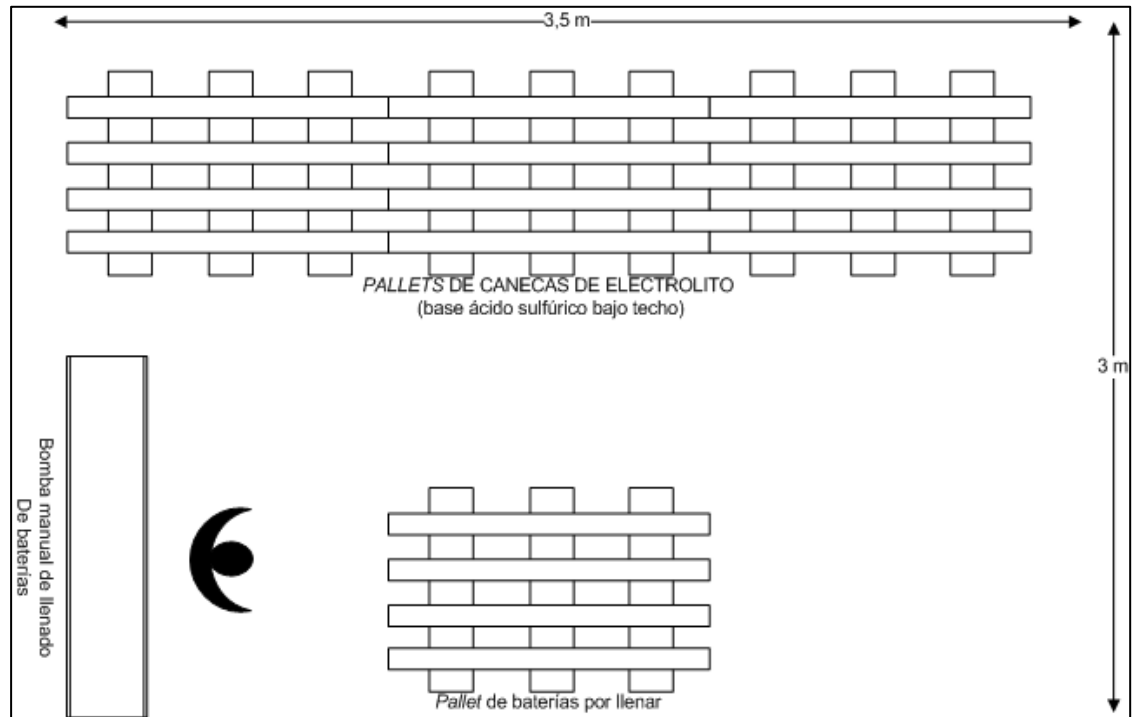 3,5 m
PALLETS DE CANECAS DE ELECTROLITO
(base ácido sulfúrico bajo techo)
3 m
Bomba manual de llenado
De baterías
Pallet de baterías por llenar